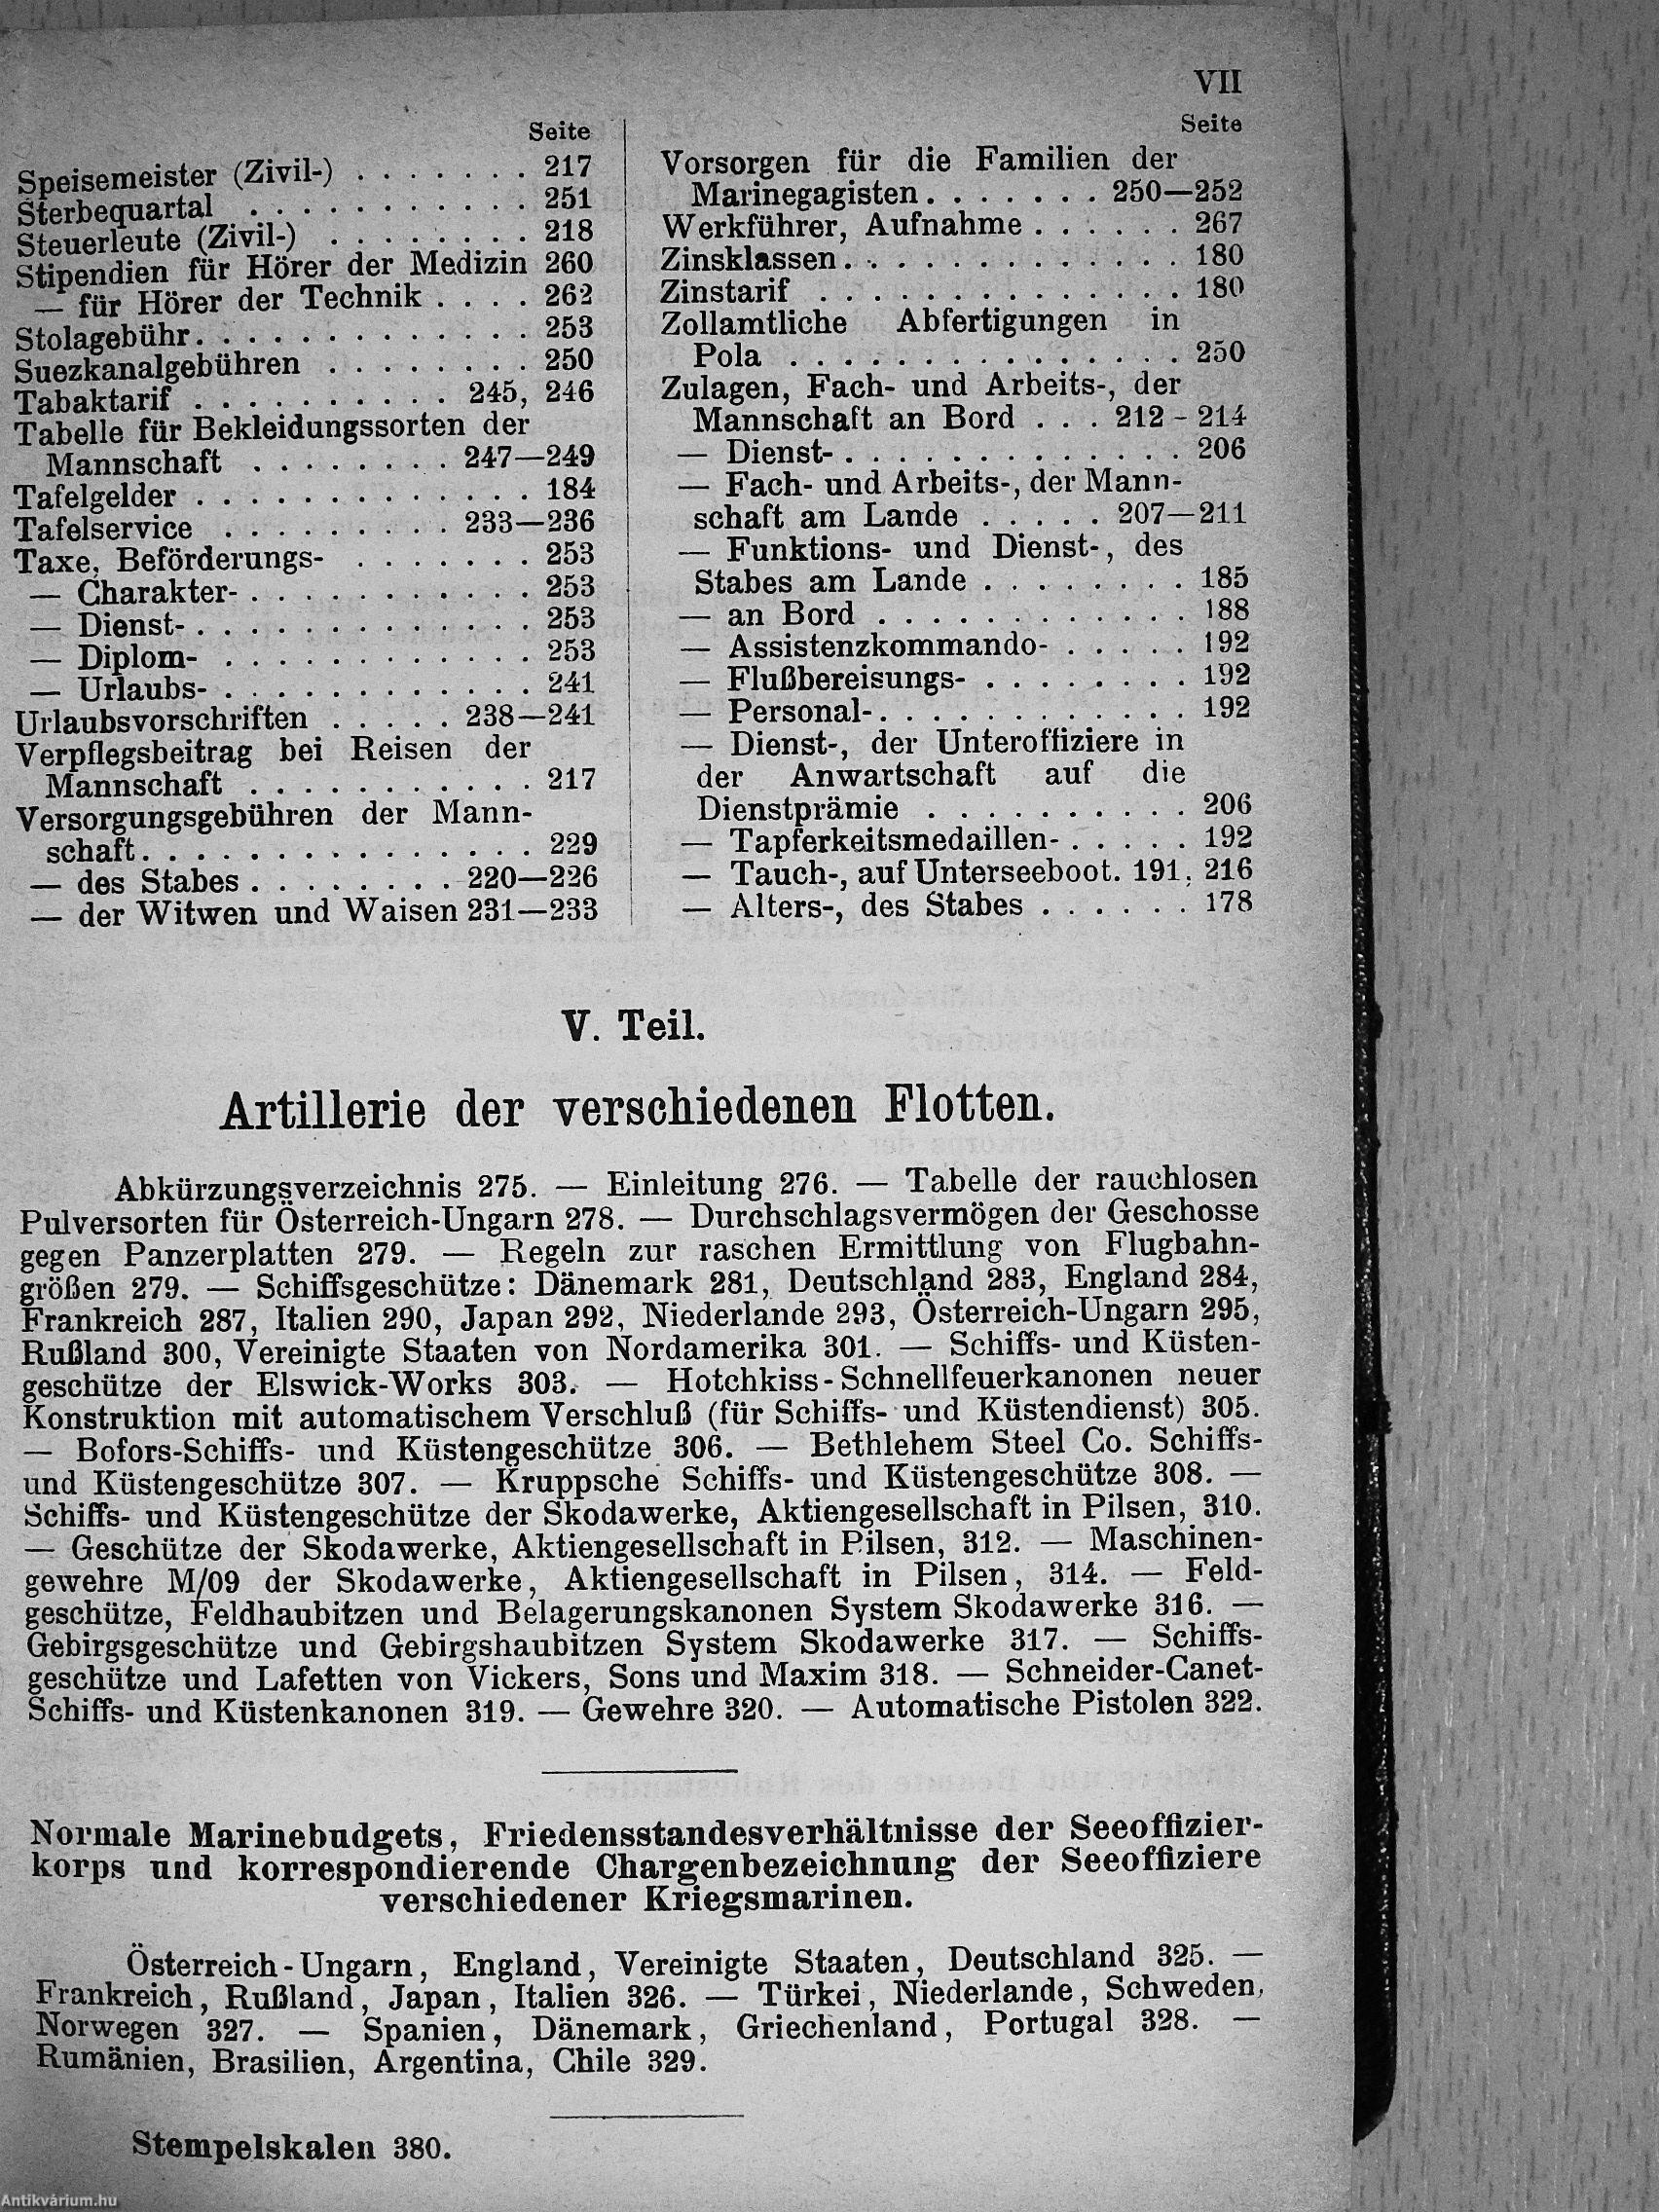 VII
Seite
Speisemeister (Zivil-) . . . . . . . 217
Sterbequartal . . . . . . . . . . . 251
Steuerleute (Zivil-) . . . . . . . . 218
Stipendien für Hörer der Medizin 260
— für Hörer der Technik . . . . 262
Stolagebühr. . . . . . . . . . . . . 253
Suezkanalgebühren . . . . . . . . 250
Tabaktarif . . . . . . . . . . 245, 246
Tabelle für Bekleidungssorten der
Mannschaft . . . . . . . . 247—249
Tafelgelder . . . . . . . . . . . . . 184
Tafelservice . . . . . . . . . 233—236
Taxe, Beförderungs- . . . . . . . 253
— Charakter- . . . . . . . . . . . 253
— Dienst- . . . . . . . . . . . . . 253
— Diplom- . . . . . . . . . . . . 253
— Urlaubs- . . . . . . . . . . . . 241
Urlaubsvorschriften . . . . . 238—241
Verpflegsbeitrag bei Reisen der
Mannschaft . . . . . . . . . . . 217
Versorgungsgebühren der Mann-
schaft. . . . . . . . . . . . . . . 229
— des Stabes . . . . . . . . 220—226
— der Witwen und Waisen 231—233
Seite
Vorsorgen für die Familien der
Marinegagisten . . . . . . . 250—252
Werkführer, Aufnahme . . . . . . 267
Zinsklassen . . . . . . . . . . . . . 180
Zinstarif . . . . . . . . . . . . . . 180
Zollamtliche Abfertigungen in
Pola . . . . . . . . . . . . . . . 250
Zulagen, Fach- und Arbeits-, der
Mannschaft an Bord . . . 212 - 214
— Dienst- . . . . . . . . . . . . . 206
— Fach- und Arbeits-, der Mann-
schaft am Lande . . . . . 207—211
— Funktions- und Dienst-, des
Stabes am Lande . . . . . . . . 185
— an Bord . . . . . . . . . . . . 188
— Assistenzkommando- . . . . . 192
— Flußbereisungs- . . . . . . . . 192
— Personal- . . . . . . . . . . . . 192
— Dienst-, der Unteroffiziere in
der Anwartschaft auf die
Dienstprämie . . . . . . . . . . 206
— Tapferkeitsmedaillen- . . . . . 192
— Tauch-, auf Unterseeboot. 191, 216
— Alters-, des Stabes . . . . . . 178
V. Teil.
Artillerie der verschiedenen Flotten.
Abkürzungsverzeichnis 275. — Einleitung 276. — Tabelle der rauchlosen
Pulversorten für Österreich-Ungarn 278. — Durchschlagsvermögen der Geschosse
gegen Panzerplatten 279. — Regeln zur raschen Ermittlung von Flugbahn-
größen 279. — Schiffsgeschütze: Dänemark 281, Deutschland 283, England 284,
Frankreich 287, Italien 290, Japan 292, Niederlande 293, Österreich-Ungarn 295,
Rußland 300, Vereinigte Staaten von Nordamerika 301. — Schiffs- und Küsten-
geschütze der Elswick-Works 303. — Hotchkiss-Schnellfeuerkanonen neuer
Konstruktion mit automatischem Verschluß (für Schiffs- und Küstendienst) 305.
— Bofors-Schiffs- und Küstengeschütze 306. — Bethlehem Steel Co. Schiffs-
und Küstengeschütze 307. — Kruppsche Schiffs- und Küstengeschütze 308. —
Schiffs- und Küstengeschütze der Skodawerke, Aktiengesellschaft in Pilsen, 310.
— Geschütze der Skodawerke, Aktiengesellschaft in Pilsen, 312. — Maschinen-
gewehre M/09 der Skodawerke, Aktiengesellschaft in Pilsen, 314. — Feld-
geschütze, Feldhaubitzen und Belagerungskanonen System Skodawerke 316. —
Gebirgsgeschütze und Gebirgshaubitzen System Skodawerke 317. — Schiffs-
geschütze und Lafetten von Vickers, Sons und Maxim 318. — Schneider-Canet-
Schiffs- und Küstenkanonen 319. — Gewehre 320. — Automatische Pistolen 322.
Normale Marinebudgets, Friedensstandesverhältnisse der Seeoffizier-
korps und korrespondierende Chargenbezeichnung der Seeoffiziere
verschiedener Kriegsmarinen.
Österreich-Ungarn, England, Vereinigte Staaten, Deutschland 325. —
Frankreich, Rußland, Japan, Italien 326. — Türkei, Niederlande, Schweden,
Norwegen 327. — Spanien, Dänemark, Griechenland, Portugal 328. —
Rumänien, Brasilien, Argentina, Chile 329.
Stempelskalen 380.
Antikvárium.hu